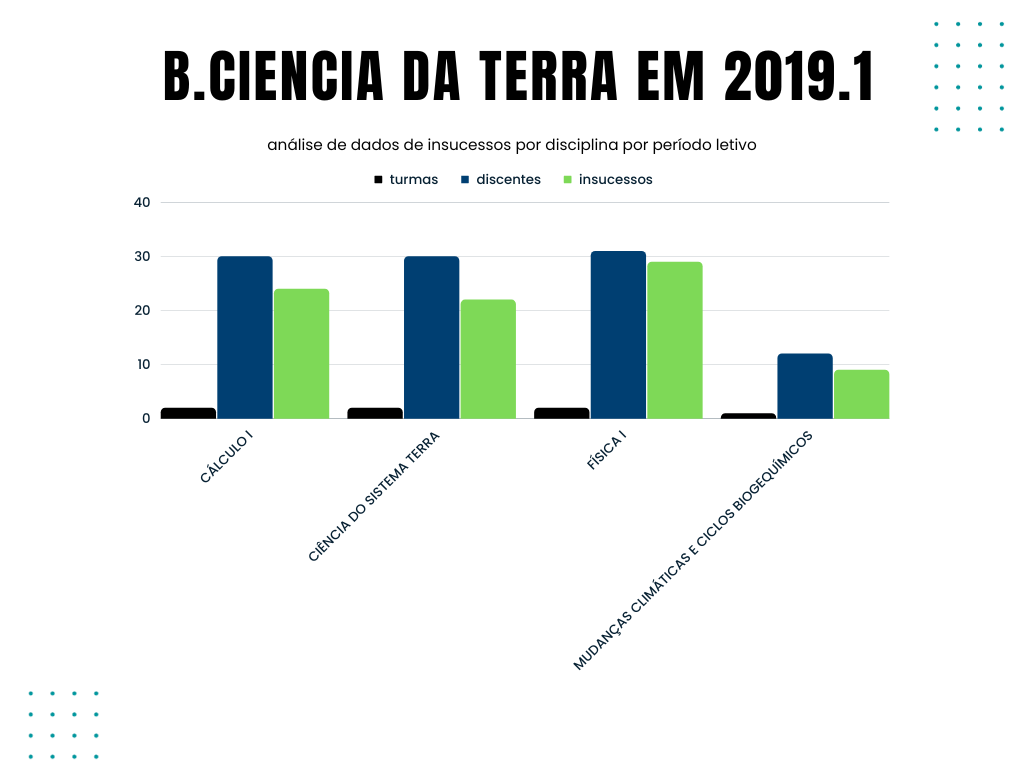 B.CIENCIA DA TERRA EM 2019.1
análise de dados de insucessos por disciplina por período letivo
turmas discentes insucessos
40
30
20
10
0
CÁLCULO I
CIÊNCIA DO SISTEMA TERRA
FÍSICA I
MUDANÇAS CLIMÁTICAS E CICLOS BIOGEQUÍMICOS